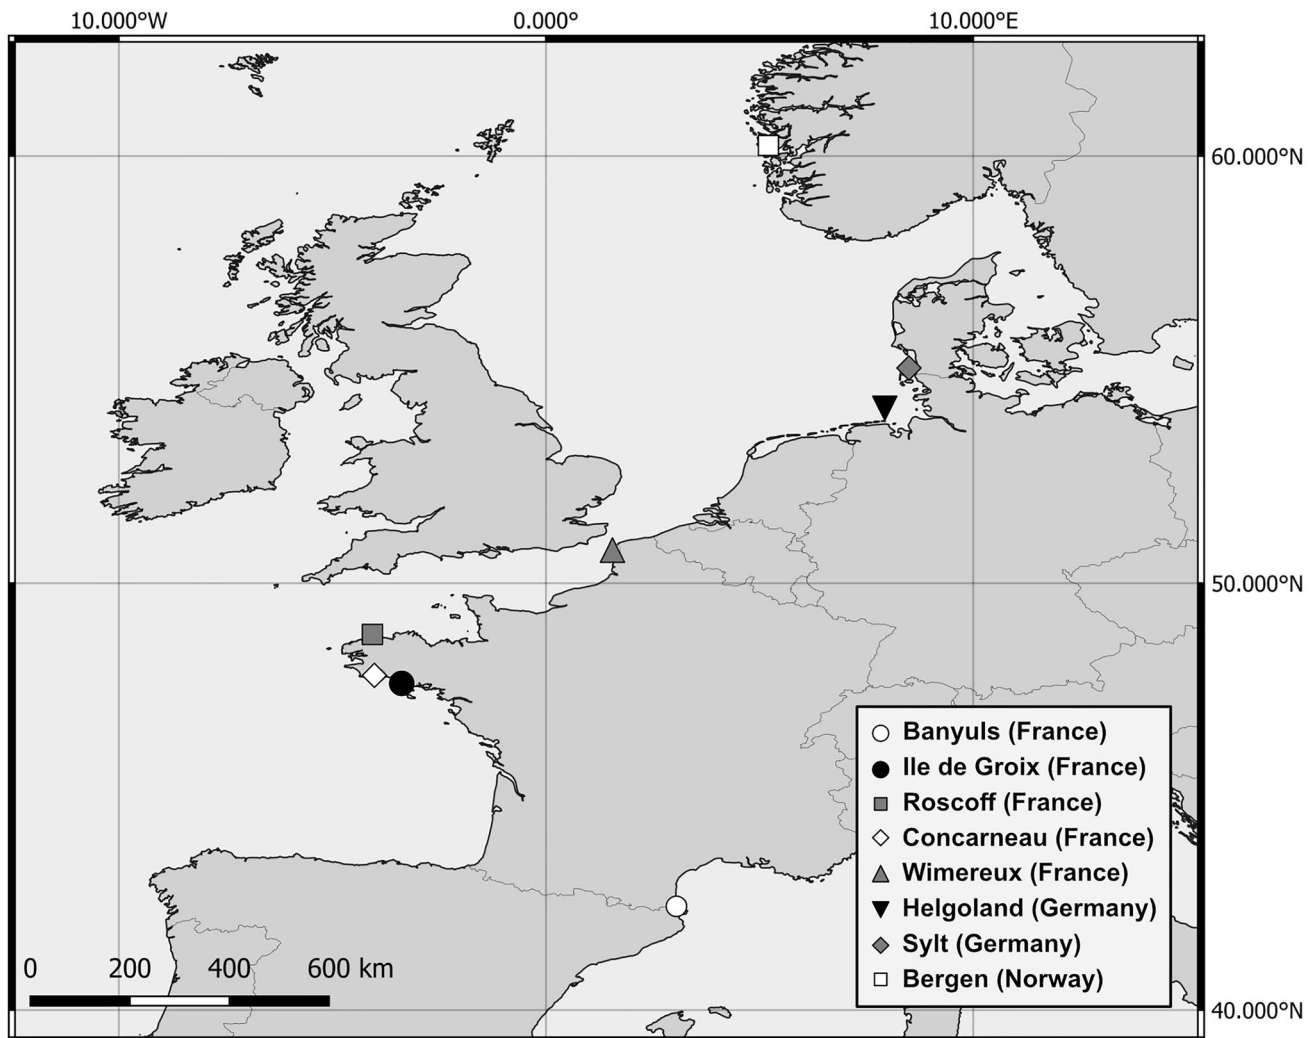 10.000°W 0.000° 10.000°E
60.000°N
50.000°N
Banyuls (France)
Ile de Groix (France)
Roscoff (France)
Concarneau (France)
Wimereux (France)
Helgoland (Germany)
Sylt (Germany)
Bergen (Norway)
0 200 400 600 km
40.000°N